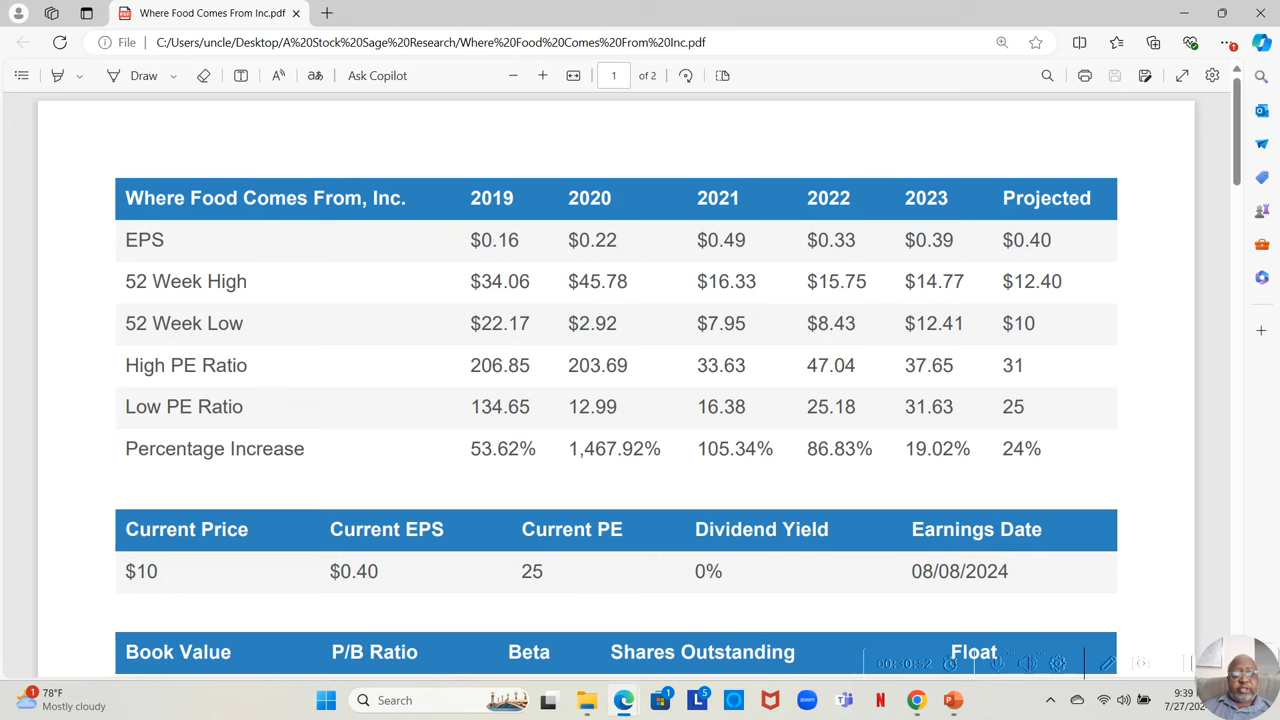 Where Food Comes From Inc.pdf
File C:/Users/uncle/Desktop/A%20Stock%20Sage%20Research/Where%20Food%20Comes%20From%20Inc.pdf
Draw Ask Copilot 1 of 2
Where Food Comes From, Inc. 2019 2020 2021 2022 2023 Projected
EPS $0.16 $0.22 $0.49 $0.33 $0.39 $0.40
52 Week High $34.06 $45.78 $16.33 $15.75 $14.77 $12.40
52 Week Low $22.17 $2.92 $7.95 $8.43 $12.41 $10
High PE Ratio 206.85 203.69 33.63 47.04 37.65 31
Low PE Ratio 134.65 12.99 16.38 25.18 31.63 25
Percentage Increase 53.62% 1,467.92% 105.34% 86.83% 19.02% 24%
Current Price Current EPS Current PE Dividend Yield Earnings Date
$10 $0.40 25 0% 08/08/2024
Book Value P/B Ratio Beta Shares Outstanding Float
00:30:52
1 78°F
Mostly cloudy
Search
1 5
9:39
7/27/202